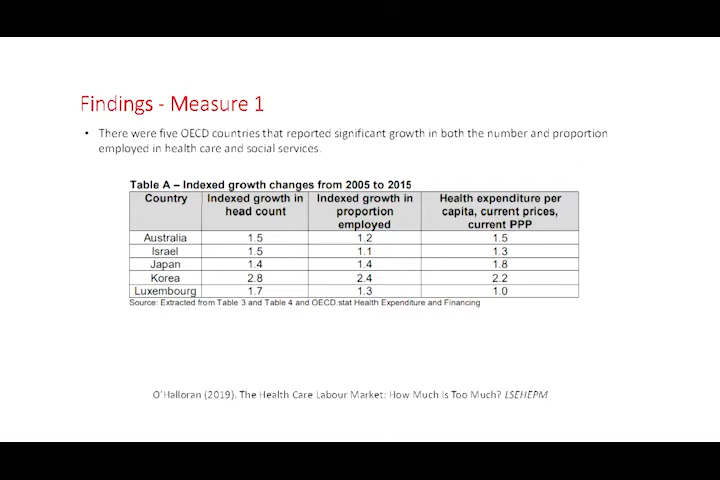 Findings - Measure 1
• There were five OECD countries that reported significant growth in both the number and proportion
employed in health care and social services.
Table A – Indexed growth changes from 2005 to 2015
Country Indexed growth in head count Indexed growth in proportion employed Health expenditure per capita, current prices, current PPP
Australia 1.5 1.2 1.5
Israel 1.5 1.1 1.3
Japan 1.4 1.4 1.8
Korea 2.8 2.4 2.2
Luxembourg 1.7 1.3 1.0
Source: Extracted from Table 3 and Table 4 and OECD.stat Health Expenditure and Financing
O'Halloran (2019). The Health Care Labour Market: How Much Is Too Much? LSEHEPM